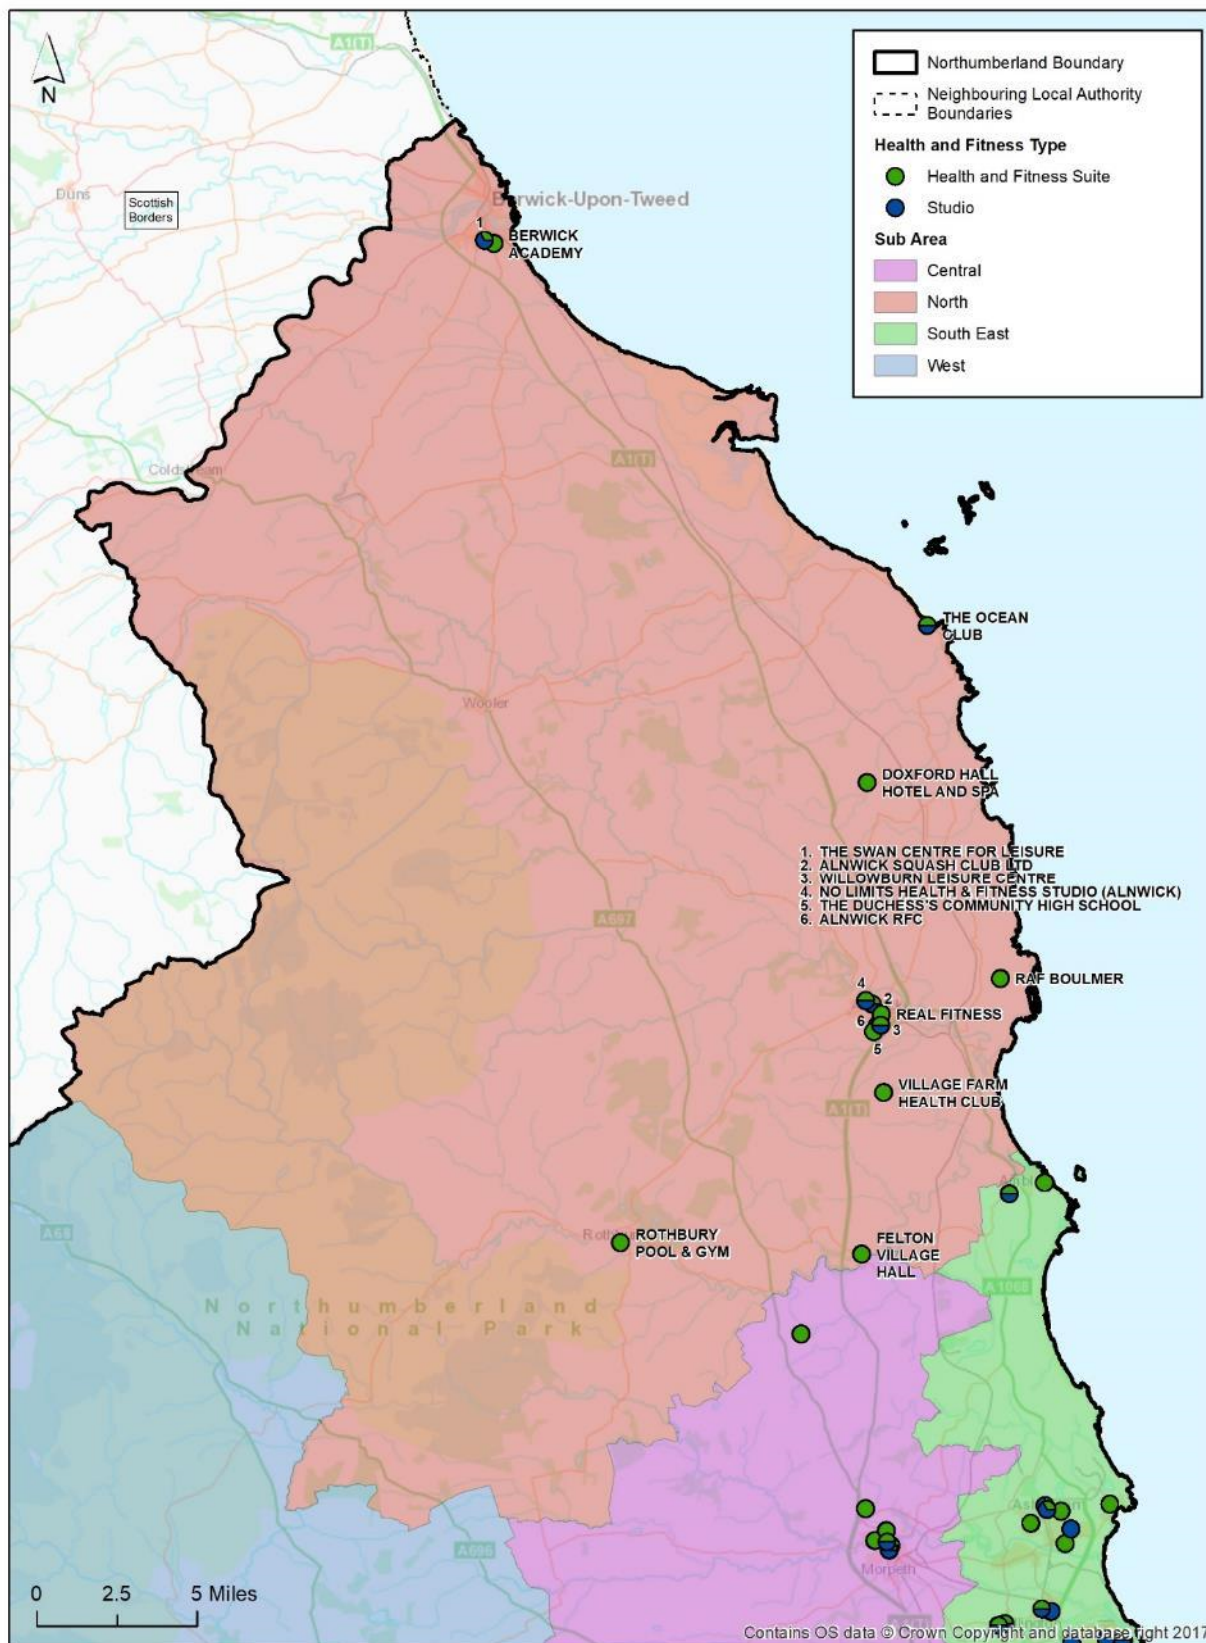 A1(T)
N
Northumberland Boundary
Neighbouring Local Authority
Boundaries
Health and Fitness Type
Health and Fitness Suite
Studio
Sub Area
Central
North
South East
West
Duns
Scottish
Borders
Berwick-Upon-Tweed
1
BERWICK
ACADEMY
A1(T)
Coldstream
THE OCEAN
CLUB
Wooler
DOXFORD HALL
HOTEL AND SPA
1. THE SWAN CENTRE FOR LEISURE
2. ALNWICK SQUASH CLUB LTD
3. WILLOWBURN LEISURE CENTRE
4. NO LIMITS HEALTH & FITNESS STUDIO (ALNWICK)
5. THE DUCHESS'S COMMUNITY HIGH SCHOOL
6. ALNWICK RFC
A697
RAF BOULMER
4
2
REAL FITNESS
6
3
5
VILLAGE FARM
HEALTH CLUB
A1(T)
ROTHBURY
POOL & GYM
FELTON
VILLAGE
HALL
A68
A1068
Northumberland
National Park
A696
Morpeth
0 2.5 5 Miles
A1(T)
Contains OS data © Crown Copyright and database right 2017